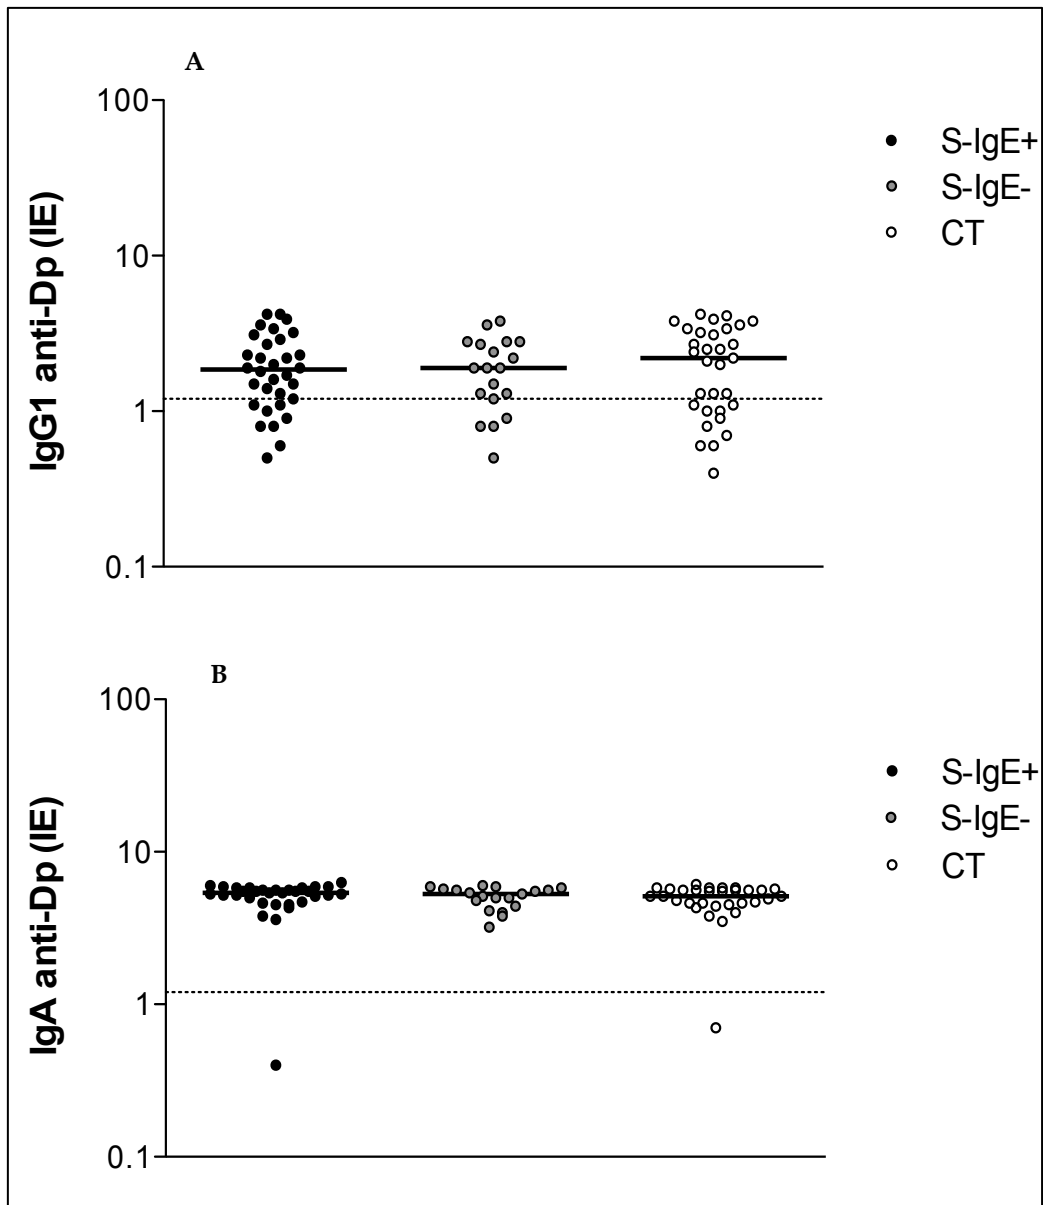 A
100
10
1
0.1
IgG1 anti-Dp (IE)
S-IgE+
S-IgE-
CT
B
100
10
1
0.1
IgA anti-Dp (IE)
S-IgE+
S-IgE-
CT